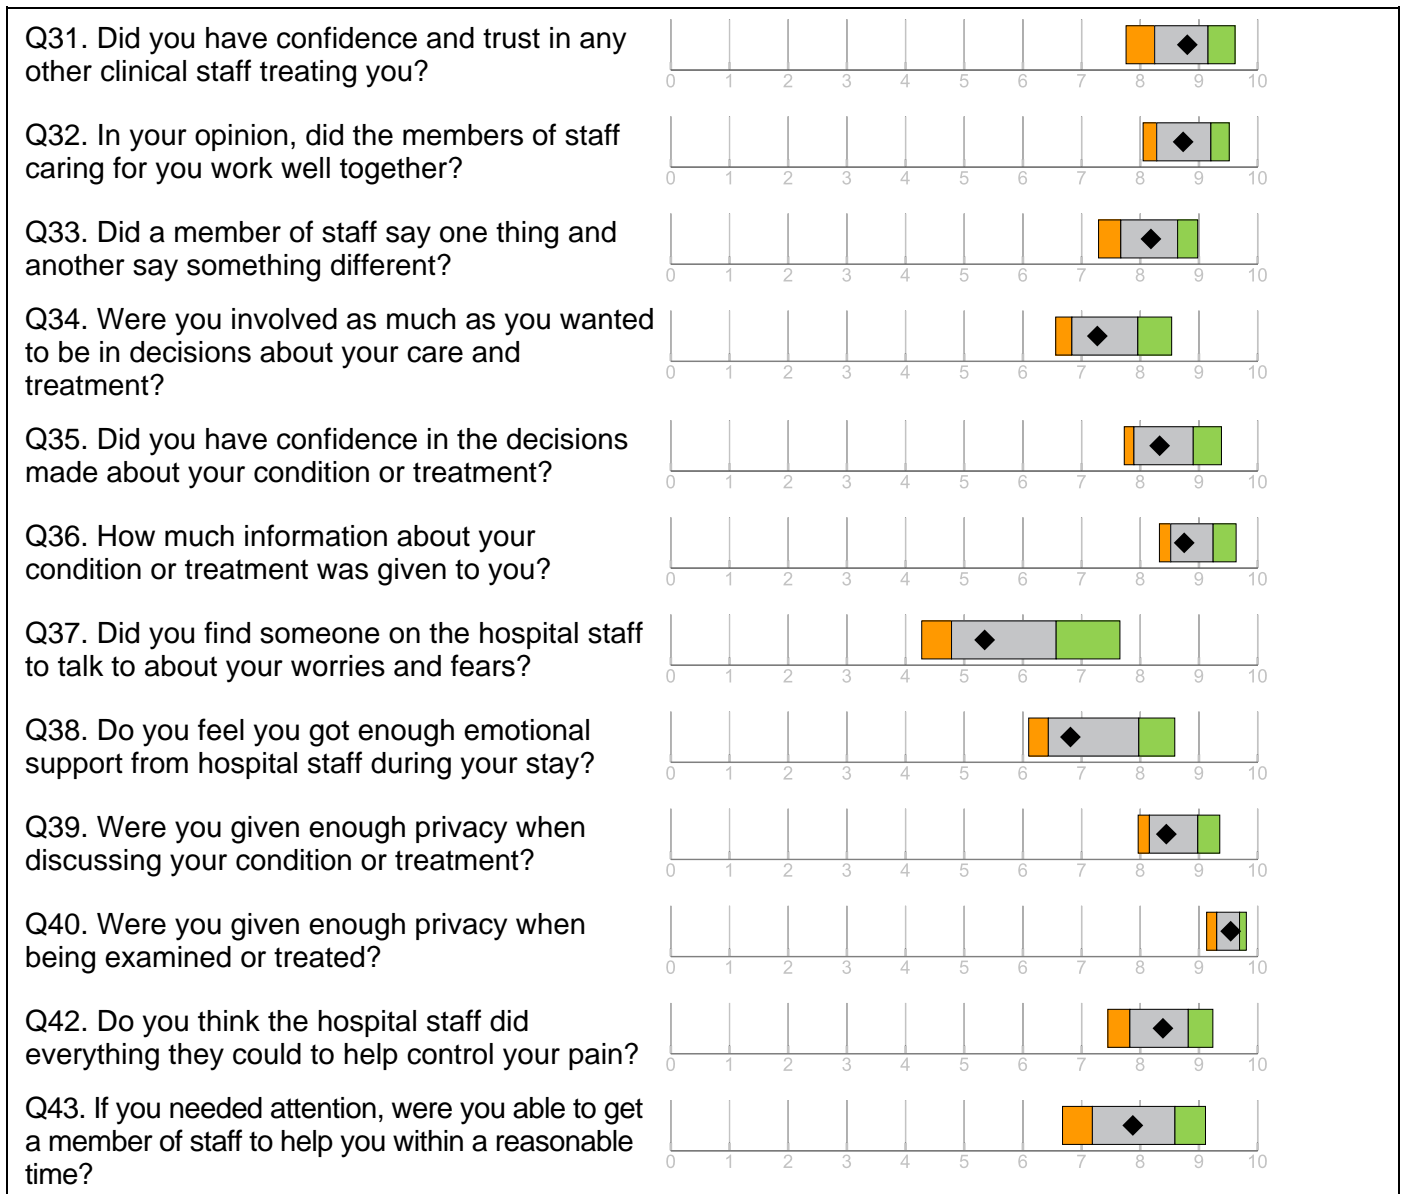 Q31. Did you have confidence and trust in any
other clinical staff treating you?
0 1 2 3 4 5 6 7 8 9 10
Q32. In your opinion, did the members of staff
caring for you work well together?
0 1 2 3 4 5 6 7 8 9 10
Q33. Did a member of staff say one thing and
another say something different?
0 1 2 3 4 5 6 7 8 9 10
Q34. Were you involved as much as you wanted
to be in decisions about your care and
treatment?
0 1 2 3 4 5 6 7 8 9 10
Q35. Did you have confidence in the decisions
made about your condition or treatment?
0 1 2 3 4 5 6 7 8 9 10
Q36. How much information about your
condition or treatment was given to you?
0 1 2 3 4 5 6 7 8 9 10
Q37. Did you find someone on the hospital staff
to talk to about your worries and fears?
0 1 2 3 4 5 6 7 8 9 10
Q38. Do you feel you got enough emotional
support from hospital staff during your stay?
0 1 2 3 4 5 6 7 8 9 10
Q39. Were you given enough privacy when
discussing your condition or treatment?
0 1 2 3 4 5 6 7 8 9 10
Q40. Were you given enough privacy when
being examined or treated?
0 1 2 3 4 5 6 7 8 9 10
Q42. Do you think the hospital staff did
everything they could to help control your pain?
0 1 2 3 4 5 6 7 8 9 10
Q43. If you needed attention, were you able to get
a member of staff to help you within a reasonable
time?
0 1 2 3 4 5 6 7 8 9 10